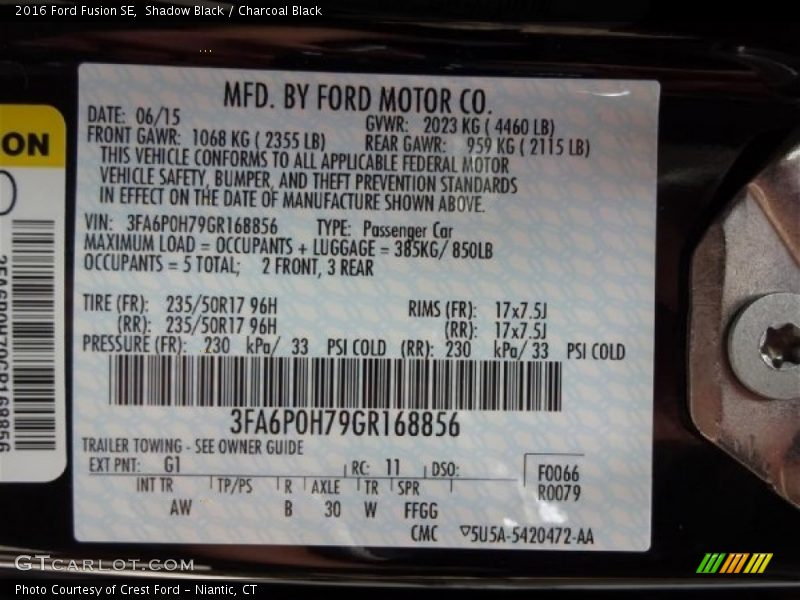 2016 Ford Fusion SE,  Shadow Black / Charcoal Black
MFD. BY FORD MOTOR CO.
DATE: 06/15
GVWR: 2023 KG ( 4460 LB)
FRONT GAWR: 1068 KG ( 2355 LB)
REAR GAWR: 959 KG ( 2115 LB)
THIS VEHICLE CONFORMS TO ALL APPLICABLE FEDERAL MOTOR
VEHICLE SAFETY, BUMPER, AND THEFT PREVENTION STANDARDS
IN EFFECT ON THE DATE OF MANUFACTURE SHOWN ABOVE.
VIN: 3FA6P0H79GR168856 TYPE: Passenger Car
MAXIMUM LOAD = OCCUPANTS + LUGGAGE = 385KG/ 850LB
OCCUPANTS = 5 TOTAL; 2 FRONT, 3 REAR
TIRE (FR): 235/50R17 96H RIMS (FR): 17x7.5J
(RR): 235/50R17 96H (RR): 17x7.5J
PRESSURE (FR): 230 kPa/ 33 PSI COLD (RR): 230 kPa/ 33 PSI COLD
3FA6P0H79GR168856
TRAILER TOWING - SEE OWNER GUIDE
EXT PNT: G1 RC: 11 DSO:
F0066
R0079
INT TR TP/PS R AXLE TR SPR
AW B 30 W FFGG
CMC ▽5U5A-5420472-AA
ON
3FA6P0H79GR168856
GTCARLOT.COM
Photo Courtesy of Crest Ford - Niantic, CT